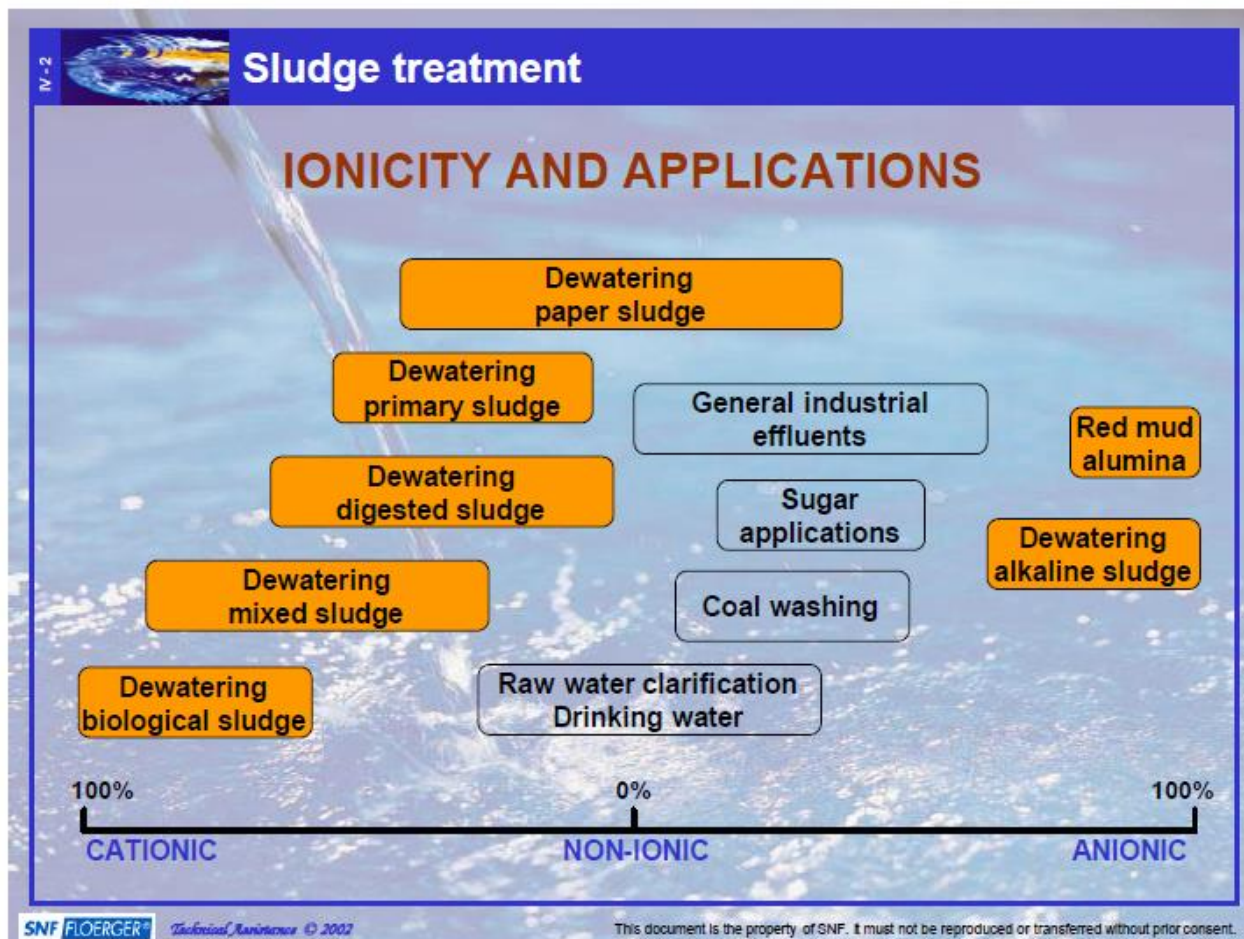 IV - 2
Sludge treatment
IONICITY AND APPLICATIONS
Dewatering
paper sludge
Dewatering
primary sludge
General industrial
effluents
Red mud
alumina
Dewatering
digested sludge
Sugar
applications
Dewatering
alkaline sludge
Dewatering
mixed sludge
Coal washing
Dewatering
biological sludge
Raw water clarification
Drinking water
100%
0%
100%
CATIONIC
NON-IONIC
ANIONIC
SNF FLOERGER®
Technical Assistance © 2002
This document is the property of SNF. It must not be reproduced or transferred without prior consent.